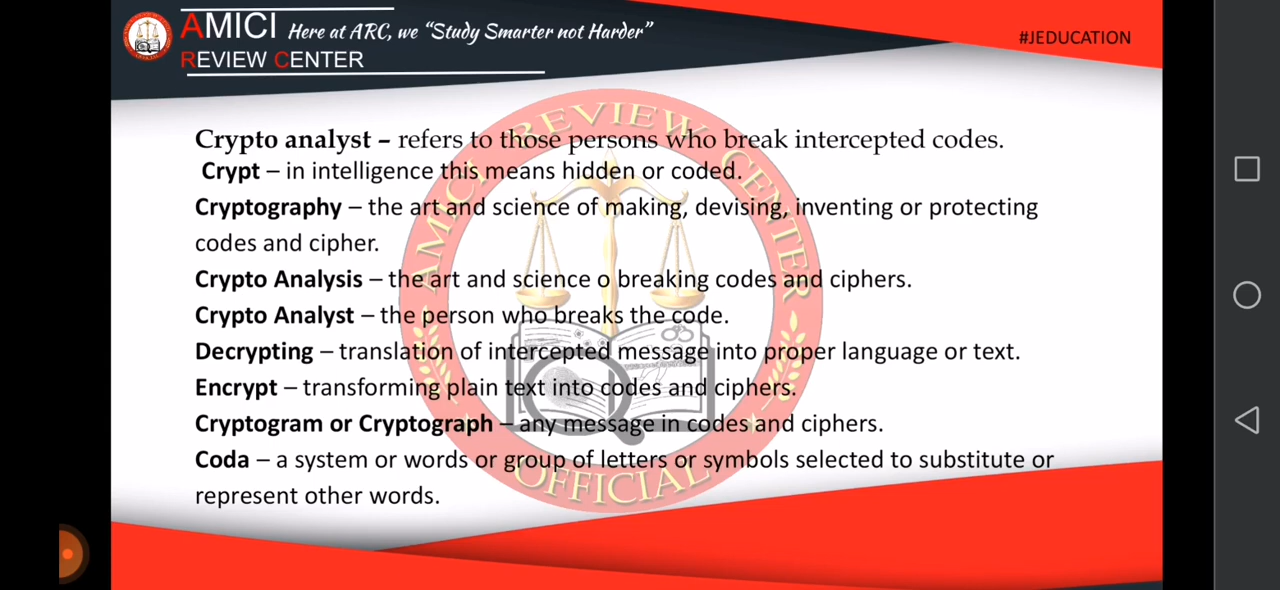 AMICI Here at ARC, we “Study Smarter not Harder”
REVIEW CENTER
#JEDUCATION
Crypto analyst – refers to those persons who break intercepted codes.
Crypt – in intelligence this means hidden or coded.
Cryptography – the art and science of making, devising, inventing or protecting
codes and cipher.
Crypto Analysis – the art and science o breaking codes and ciphers.
Crypto Analyst – the person who breaks the code.
Decrypting – translation of intercepted message into proper language or text.
Encrypt – transforming plain text into codes and ciphers.
Cryptogram or Cryptograph – any message in codes and ciphers.
Coda – a system or words or group of letters or symbols selected to substitute or
represent other words.
AMICI REVIEW CENTER
OFFICIAL